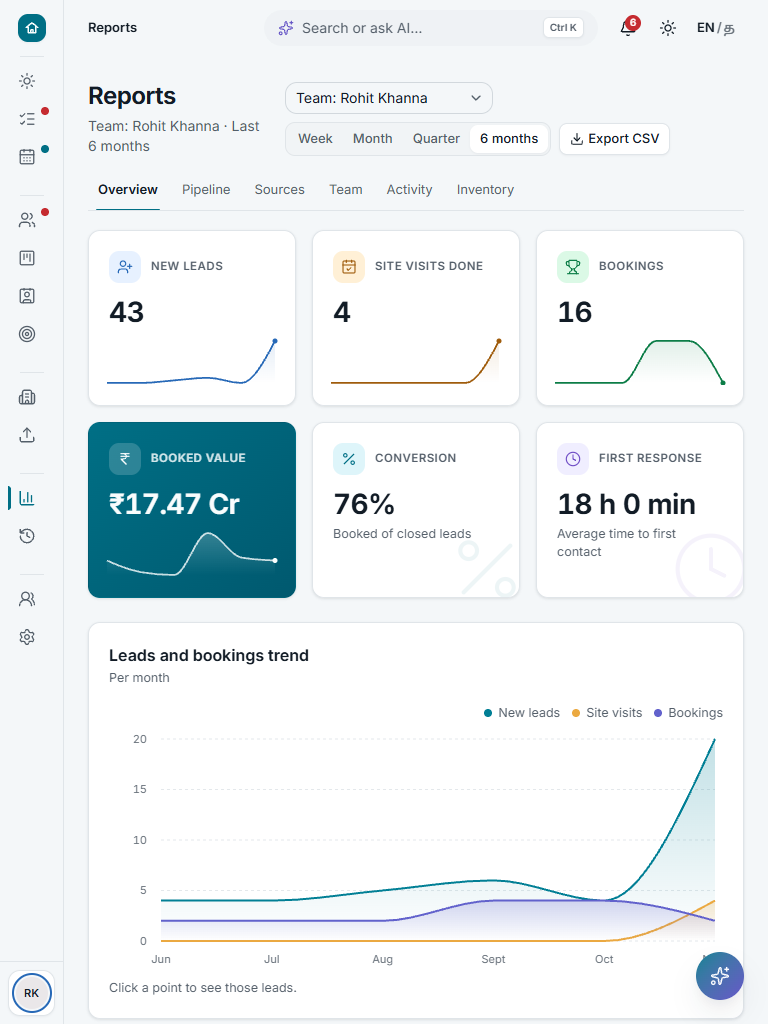 Reports
Search or ask AI...
Ctrl K
6
EN / த
Reports
Team: Rohit Khanna · Last
6 months
Team: Rohit Khanna
Week Month Quarter 6 months
Export CSV
Overview Pipeline Sources Team Activity Inventory
NEW LEADS
43
SITE VISITS DONE
4
BOOKINGS
16
₹ BOOKED VALUE
₹17.47 Cr
% CONVERSION
76%
Booked of closed leads
FIRST RESPONSE
18 h 0 min
Average time to first
contact
Leads and bookings trend
Per month
New leads Site visits Bookings
20
15
10
5
0
Jun Jul Aug Sept Oct
Click a point to see those leads.
RK